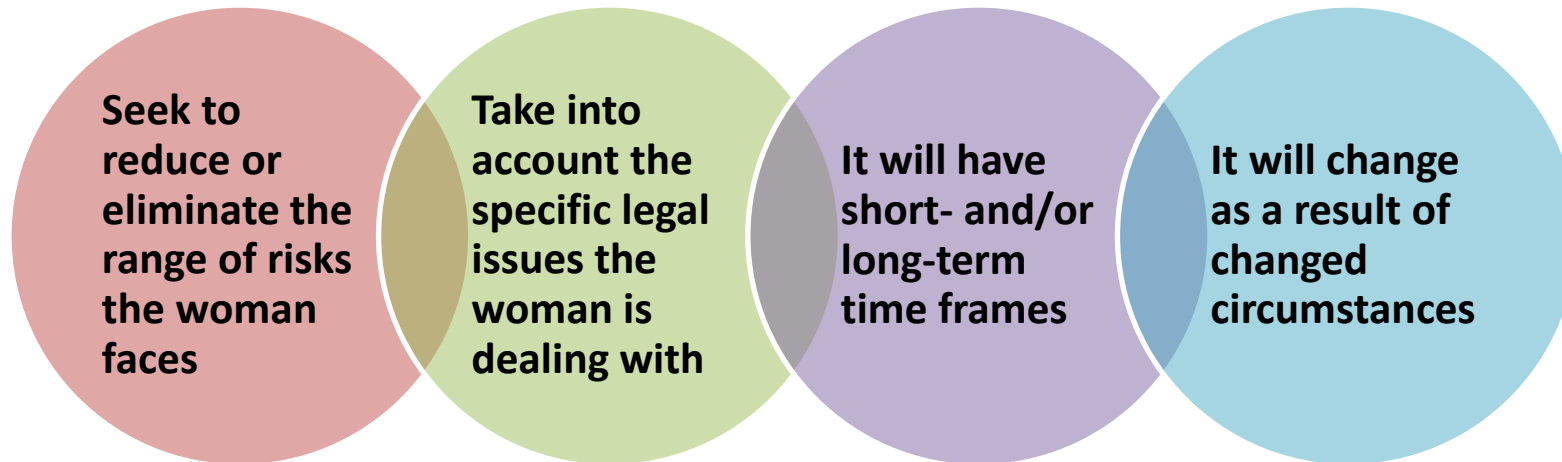 Seek to
reduce or
eliminate the
range of risks
the woman
faces
Take into
account the
specific legal
issues the
woman is
dealing with
It will have
short- and/or
long-term
time frames
It will change
as a result of
changed
circumstances